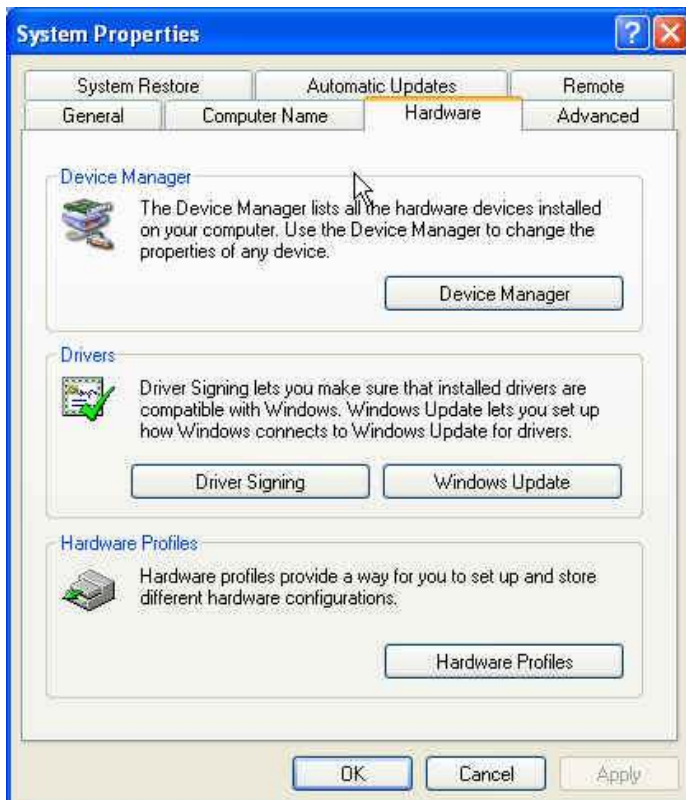 System Properties
System Restore
Automatic Updates
Remote
General
Computer Name
Hardware
Advanced
Device Manager
The Device Manager lists all the hardware devices installed
on your computer. Use the Device Manager to change the
properties of any device.
Device Manager
Drivers
Driver Signing lets you make sure that installed drivers are
compatible with Windows. Windows Update lets you set up
how Windows connects to Windows Update for drivers.
Driver Signing
Windows Update
Hardware Profiles
Hardware profiles provide a way for you to set up and store
different hardware configurations.
Hardware Profiles
OK
Cancel
Apply